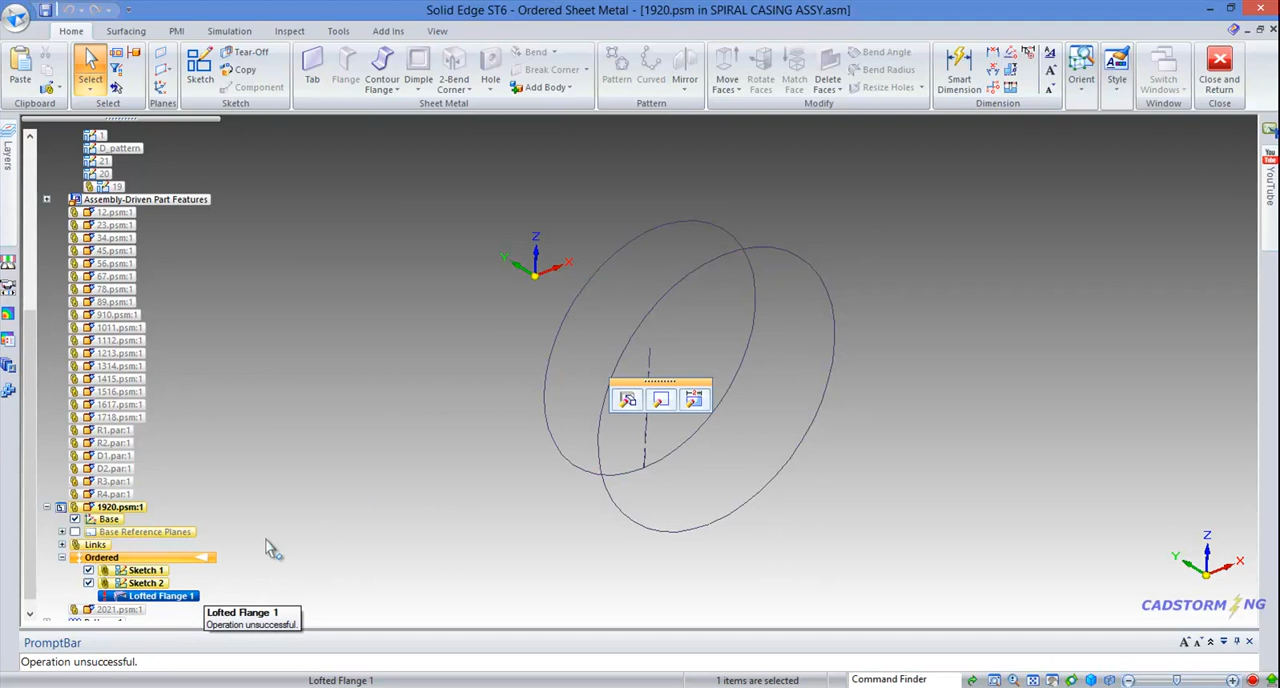 Solid Edge ST6 - Ordered Sheet Metal - [1920.psm in SPIRAL CASING ASSY.asm]
Home Surfacing PMI Simulation Inspect Tools Add Ins View
Paste
Clipboard
Select
Select
Planes
Sketch
Tear-Off
Copy
Component
Sketch
Tab
Flange
Contour Flange
Dimple
2-Bend Corner
Hole
Bend
Break Corner
Add Body
Sheet Metal
Pattern
Curved
Mirror
Pattern
Move Faces
Rotate Faces
Match Face
Delete Faces
Bend Angle
Bend Radius
Resize Holes
Modify
Smart Dimension
Dimension
Orient
Style
Switch Windows
Window
Close and Return
Close
Layers
YouTube
1
D_pattern
21
20
19
Assembly-Driven Part Features
12.psm:1
23.psm:1
34.psm:1
45.psm:1
56.psm:1
67.psm:1
78.psm:1
89.psm:1
910.psm:1
1011.psm:1
1112.psm:1
1213.psm:1
1314.psm:1
1415.psm:1
1516.psm:1
1617.psm:1
1718.psm:1
R1.par:1
R2.par:1
D1.par:1
D2.par:1
R3.par:1
R4.par:1
1920.psm:1
Base
Base Reference Planes
Links
Ordered
Sketch 1
Sketch 2
Lofted Flange 1
2021.psm:1
Lofted Flange 1
Operation unsuccessful.
Z
Y
X
Z
Y
X
CADSTORMING
PromptBar
Operation unsuccessful.
Lofted Flange 1
1 items are selected
Command Finder